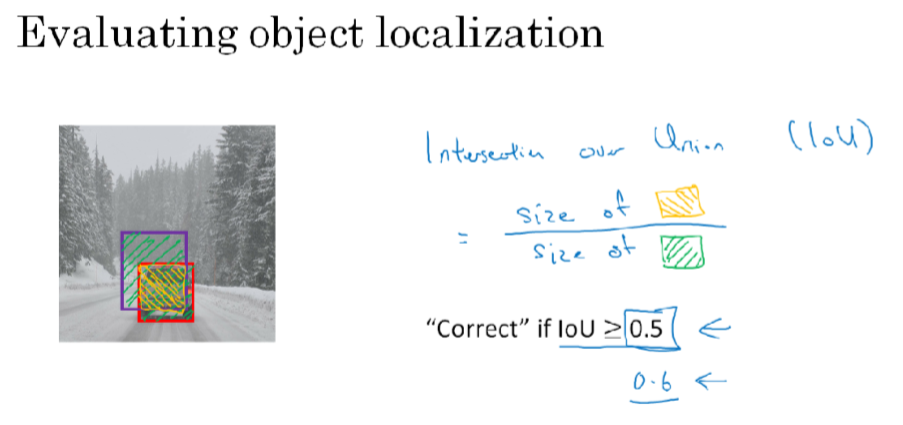 Evaluating object localization
Intersection over Union (IoU)
= size of
size of
“Correct” if IoU ≥ 0.5 ←
0.6 ←